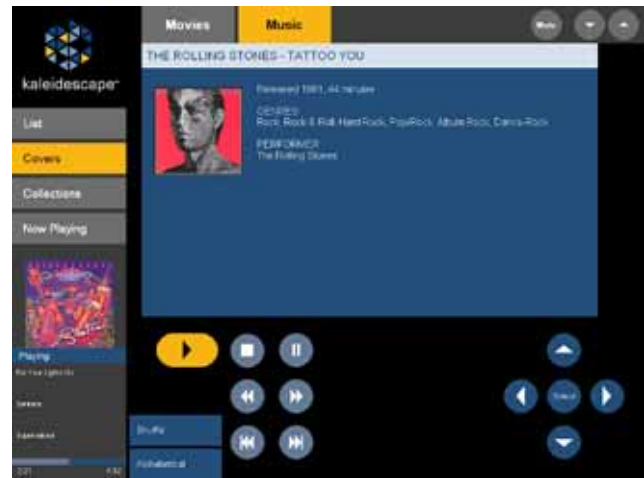 Movies
Music
Mute
THE ROLLING STONES - TATTOO YOU
kaleidescape
Released 1981, 44 minutes
GENRES
Rock, Rock & Roll, Hard Rock, Pop/Rock, Album Rock, Dance-Rock
PERFORMER
The Rolling Stones
List
Covers
Collections
Now Playing
Playing
Santana
Supernatural
Select
Shuffle
Alphabetical